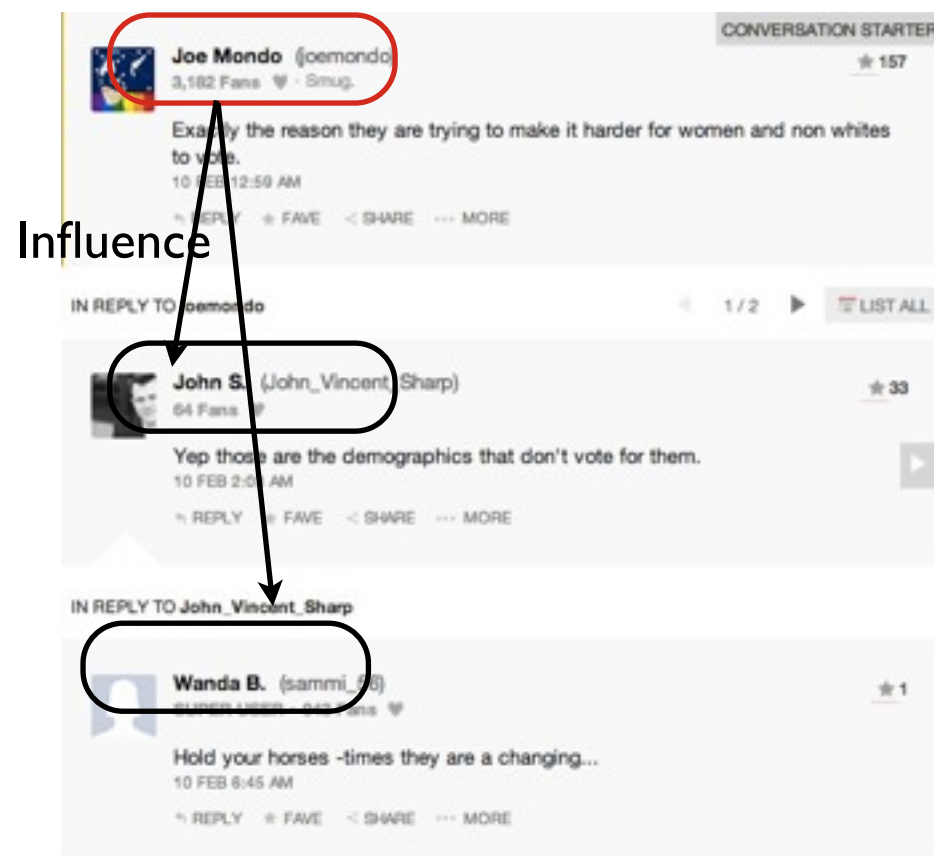 CONVERSATION STARTER
Joe Mondo (joemondo)
157
3,182 Fans · Smug.
Exactly the reason they are trying to make it harder for women and non whites
to vote.
10 FEB 12:59 AM
REPLY FAVE SHARE ... MORE
Influence
IN REPLY TO joemondo
1/2
LIST ALL
John S. (John_Vincent_Sharp)
33
64 Fans
Yep those are the demographics that don't vote for them.
10 FEB AM
REPLY FAVE SHARE ... MORE
IN REPLY TO John_Vincent_Sharp
Wanda B. (sammi_)
1
SUPER USER · Fans
Hold your horses -times they are a changing...
10 FEB 6:45 AM
REPLY FAVE SHARE ... MORE